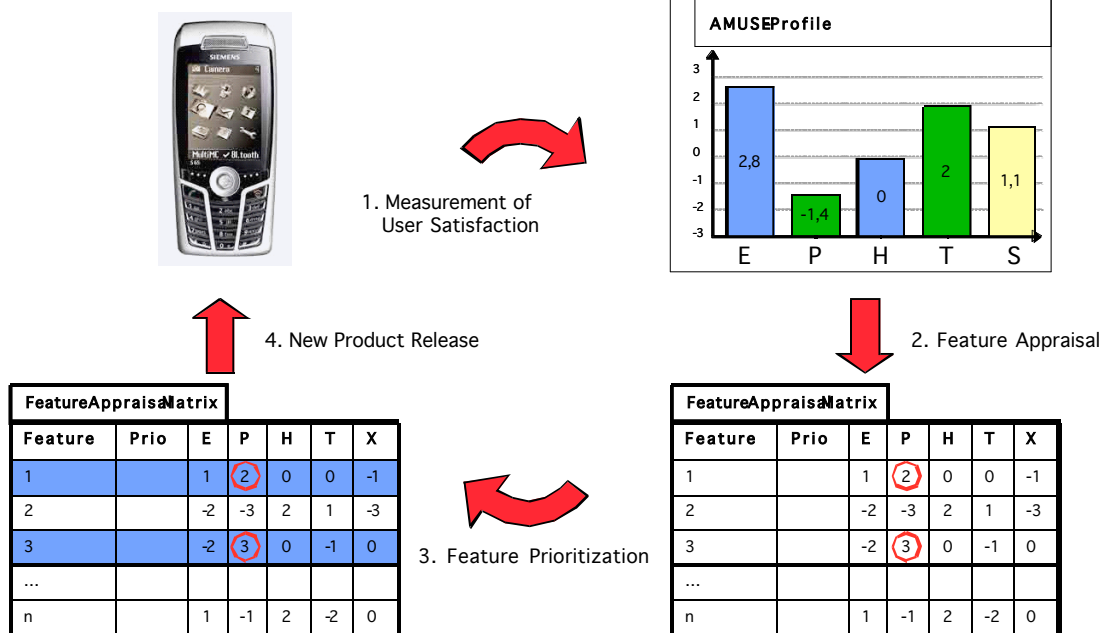 SIEMENS
Camera
MultiMC ✓ Bl.tooth
S65
1. Measurement of
User Satisfaction
AMUSEProfile
3
2
1
0
-1
-2
-3
2,8
-1,4
0
2
1,1
E P H T S
4. New Product Release
2. Feature Appraisal
FeatureAppraisalMatrix
Feature Prio E P H T X
1 1 2 0 0 -1
2 -2 -3 2 1 -3
3 -2 3 0 -1 0
...
n 1 -1 2 -2 0
3. Feature Prioritization
FeatureAppraisalMatrix
Feature Prio E P H T X
1 1 2 0 0 -1
2 -2 -3 2 1 -3
3 -2 3 0 -1 0
...
n 1 -1 2 -2 0